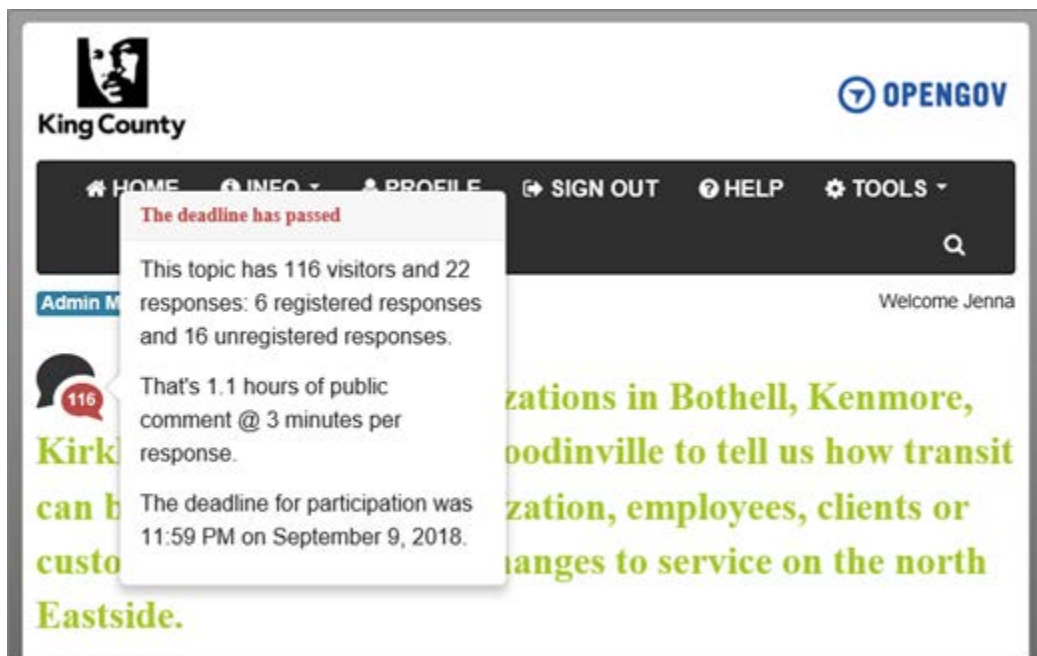 King County
OPENGOV
HOME INFO PROFILE SIGN OUT HELP TOOLS
The deadline has passed
This topic has 116 visitors and 22
responses: 6 registered responses
and 16 unregistered responses.
That's 1.1 hours of public
comment @ 3 minutes per
response.
The deadline for participation was
11:59 PM on September 9, 2018.
Admin
Welcome Jenna
116
zations in Bothell, Kenmore,
Kirkl oodinville to tell us how transit
can b zation, employees, clients or
custo anges to service on the north
Eastside.